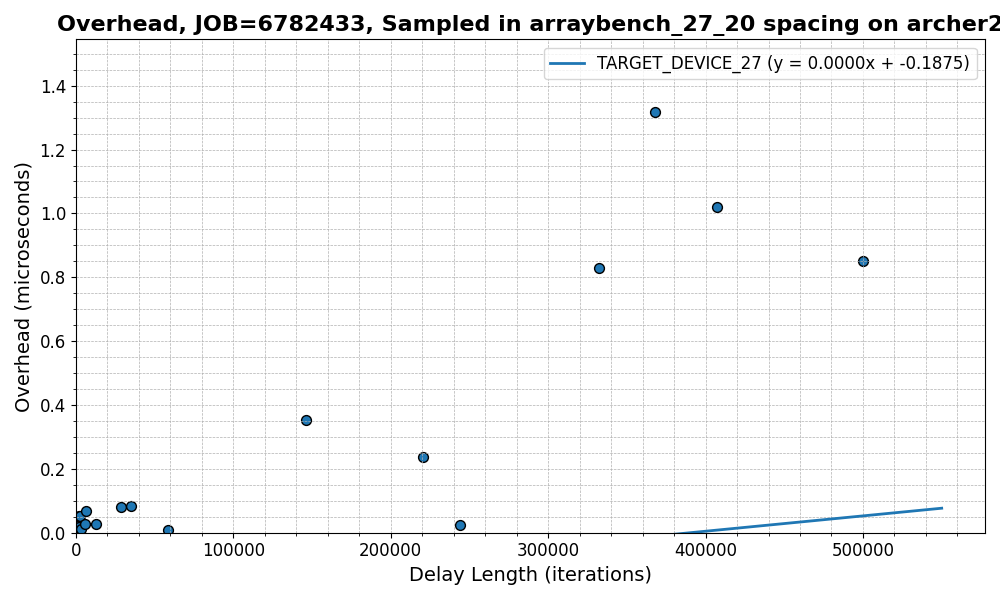 Overhead, JOB=6782433, Sampled in arraybench_27_20 spacing on archer2
TARGET_DEVICE_27 (y = 0.0000x + -0.1875)
Overhead (microseconds)
1.4
1.2
1.0
0.8
0.6
0.4
0.2
0.0
0 100000 200000 300000 400000 500000
Delay Length (iterations)